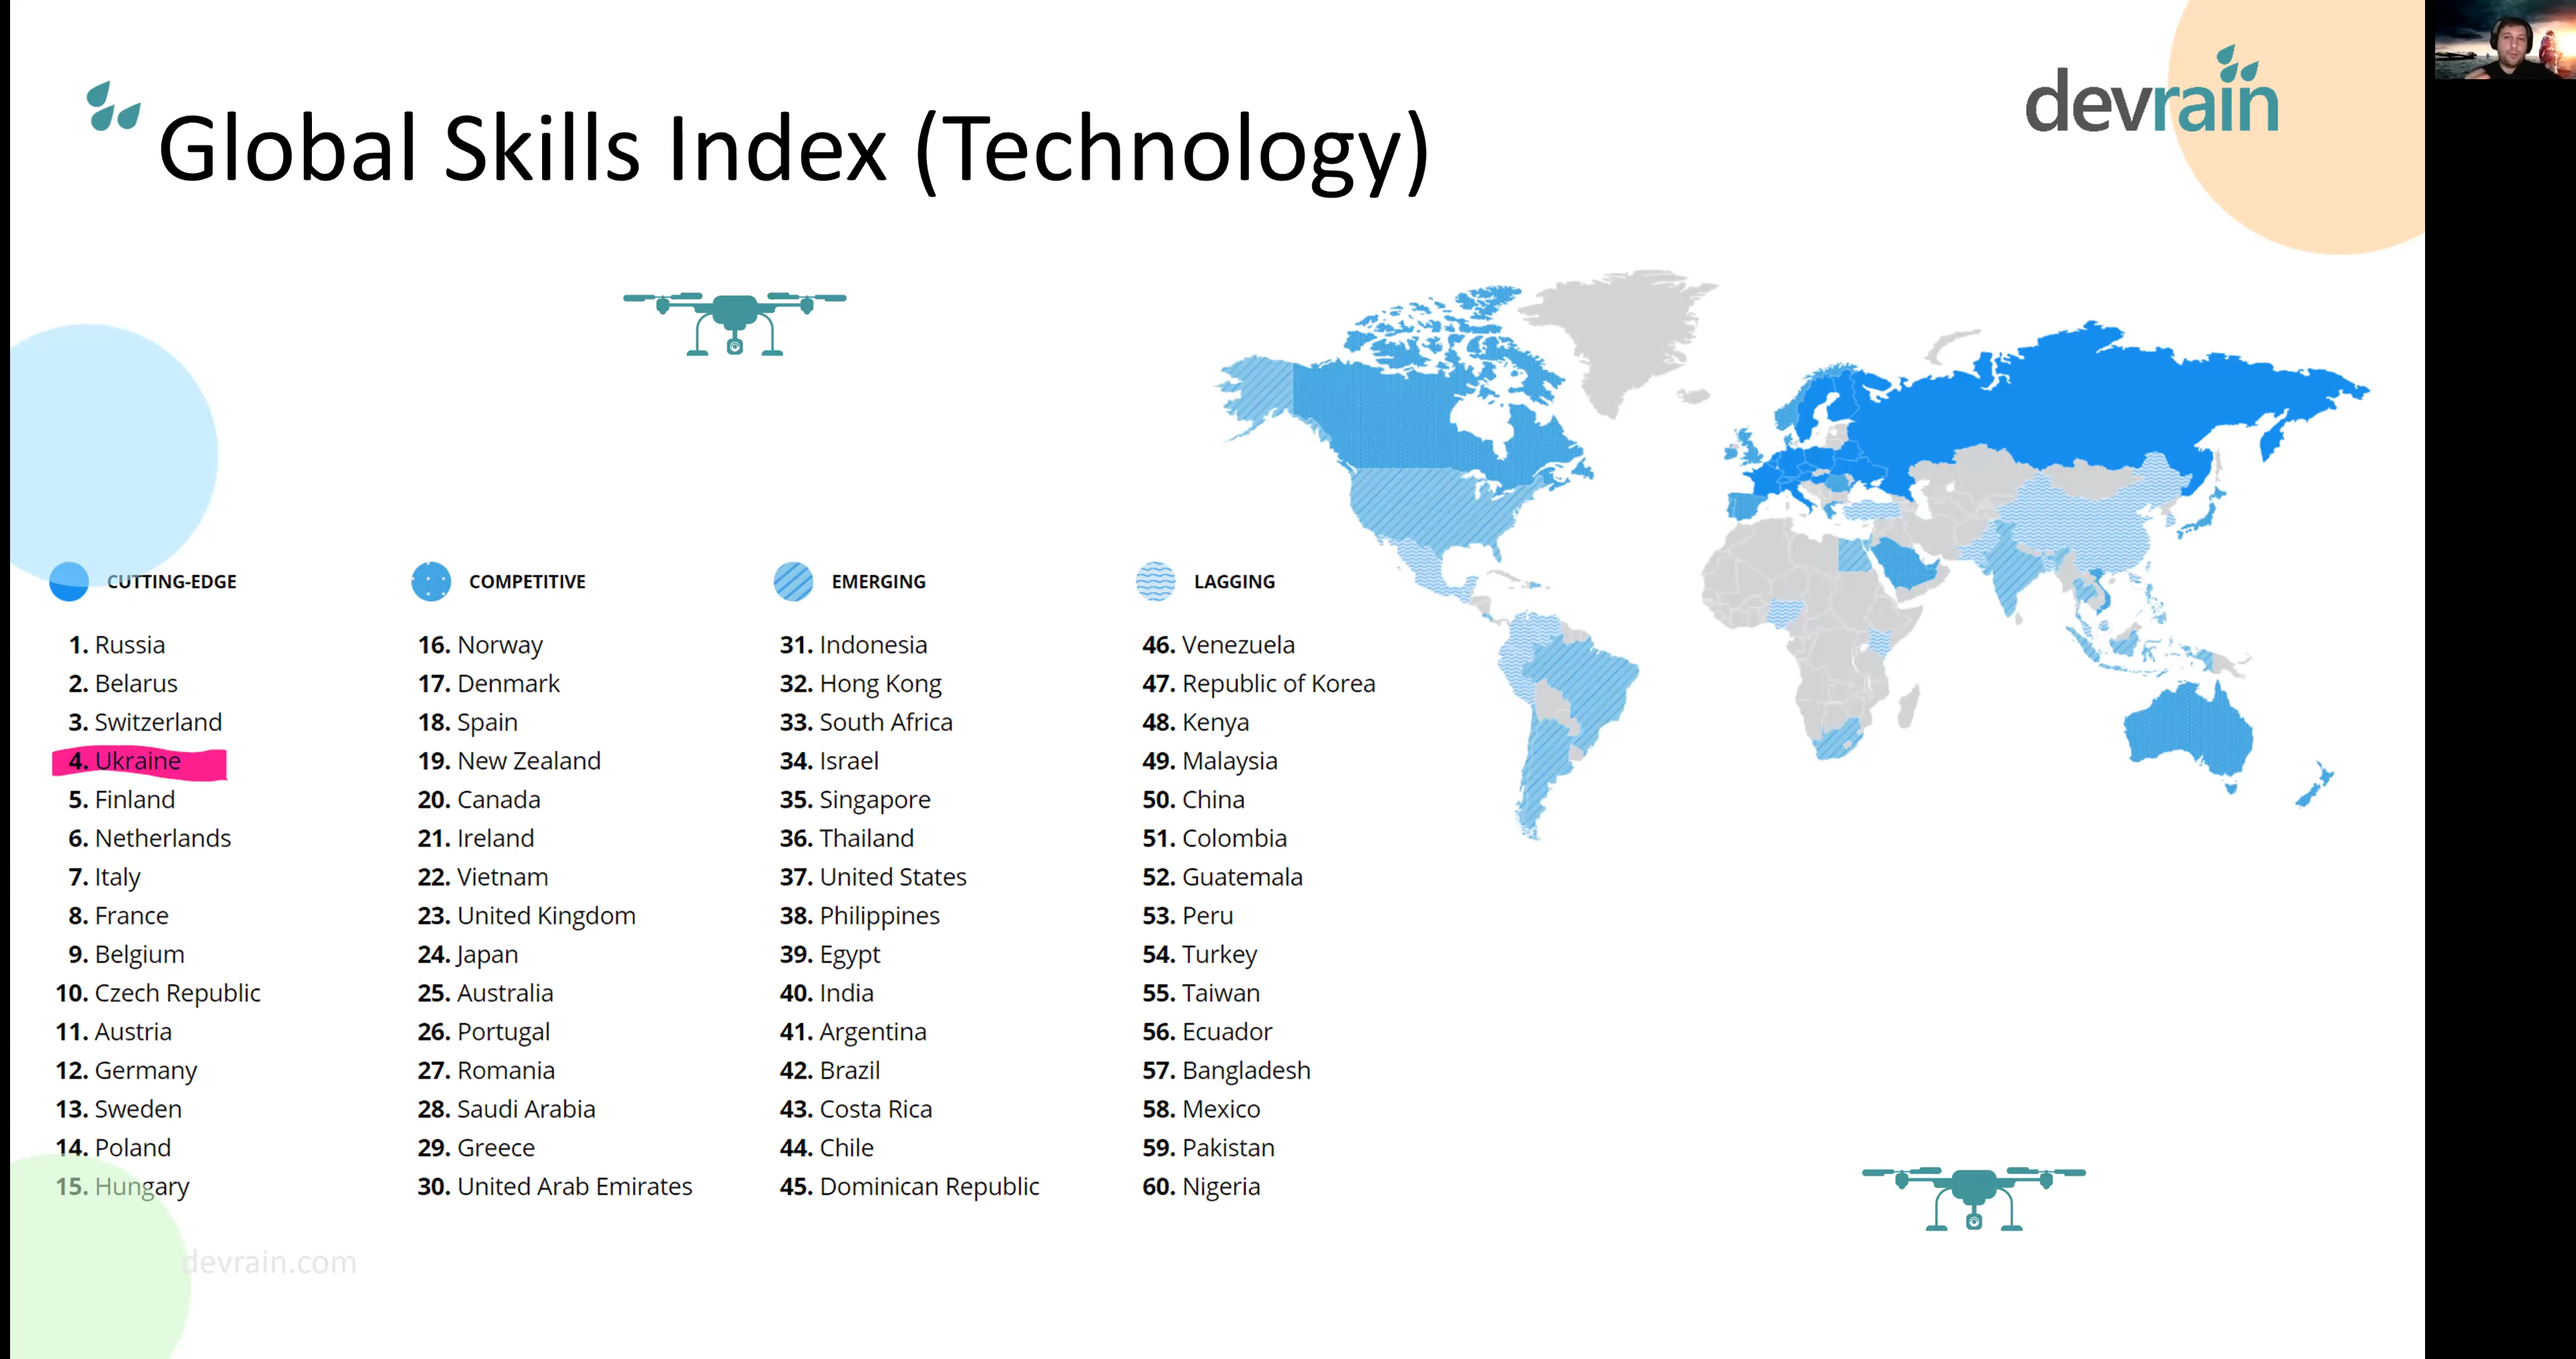 Global Skills Index (Technology)
devrain
CUTTING-EDGE
1. Russia
2. Belarus
3. Switzerland
4. Ukraine
5. Finland
6. Netherlands
7. Italy
8. France
9. Belgium
10. Czech Republic
11. Austria
12. Germany
13. Sweden
14. Poland
15. Hungary
COMPETITIVE
16. Norway
17. Denmark
18. Spain
19. New Zealand
20. Canada
21. Ireland
22. Vietnam
23. United Kingdom
24. Japan
25. Australia
26. Portugal
27. Romania
28. Saudi Arabia
29. Greece
30. United Arab Emirates
EMERGING
31. Indonesia
32. Hong Kong
33. South Africa
34. Israel
35. Singapore
36. Thailand
37. United States
38. Philippines
39. Egypt
40. India
41. Argentina
42. Brazil
43. Costa Rica
44. Chile
45. Dominican Republic
LAGGING
46. Venezuela
47. Republic of Korea
48. Kenya
49. Malaysia
50. China
51. Colombia
52. Guatemala
53. Peru
54. Turkey
55. Taiwan
56. Ecuador
57. Bangladesh
58. Mexico
59. Pakistan
60. Nigeria
devrain.com